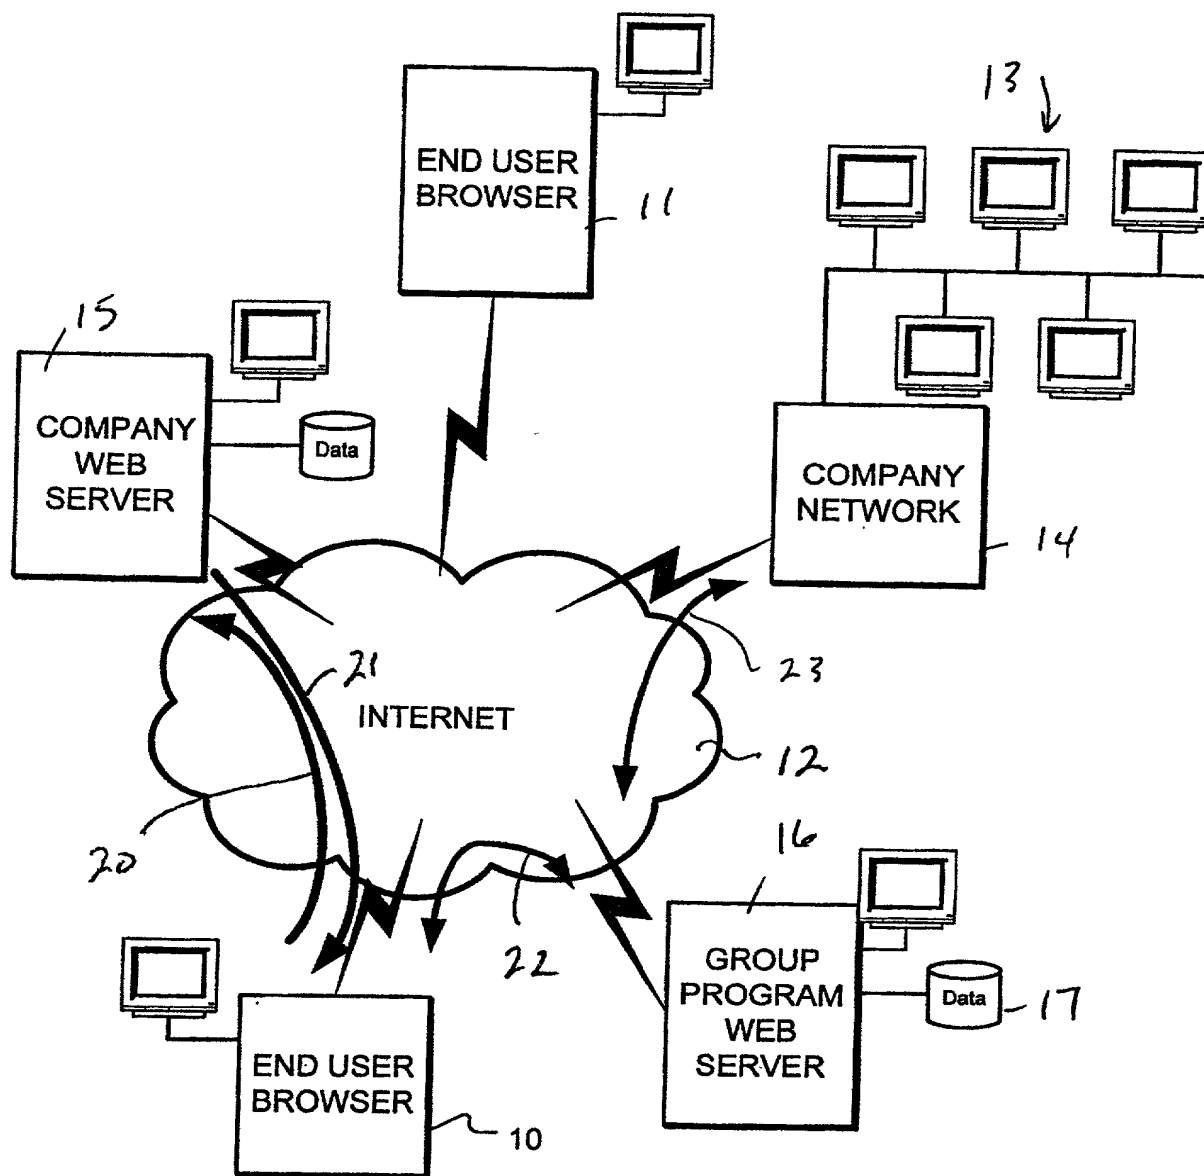 END USER
BROWSER
11
13
15
COMPANY
WEB
SERVER
Data
COMPANY
NETWORK
14
21
23
INTERNET
12
20
16
22
GROUP
PROGRAM
WEB
SERVER
Data
17
END USER
BROWSER
10